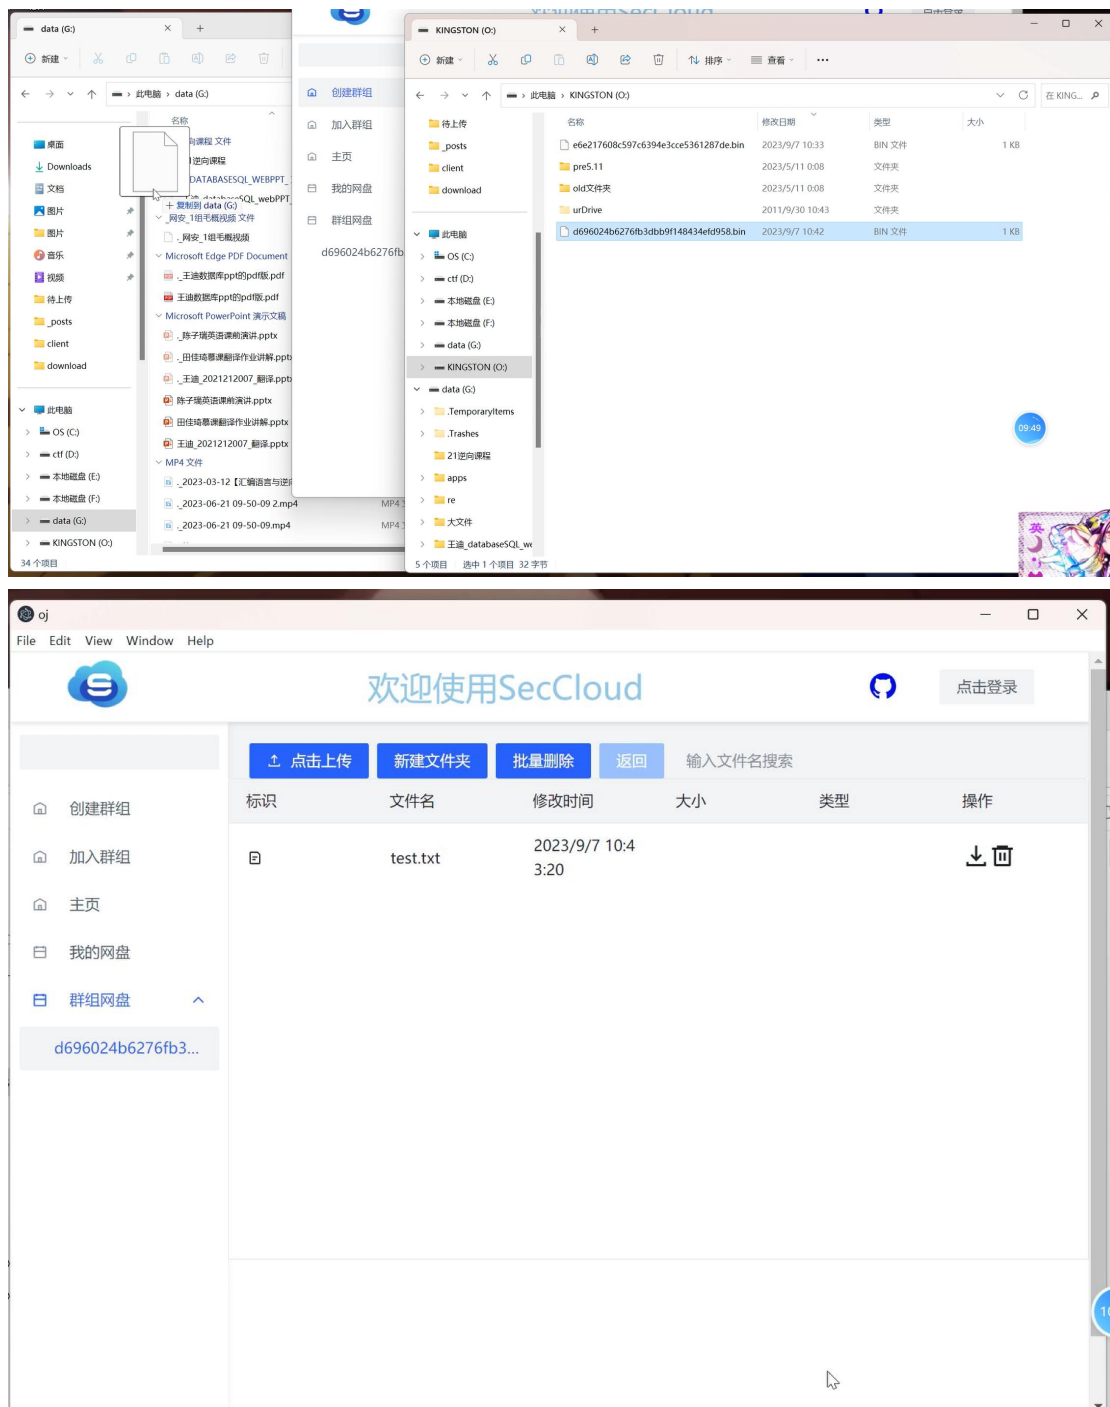 data (G:)
新建
此电脑 › data (G:)
名称
桌面
Downloads
文档
图片
图片
音乐
视频
待上传
_posts
client
download
此电脑
OS (C:)
ctf (D:)
本地磁盘 (E:)
本地磁盘 (F:)
data (G:)
KINGSTON (O:)
34 个项目
向课程 文件
逆向课程
DATABASESQL_WEBPPT_
_databaseSQL_webPPT_
+ 复制到 data (G:)
_网安_1组毛概视频 文件
._网安_1组毛概视频
Microsoft Edge PDF Document
._王迪数据库ppt的pdf版.pdf
王迪数据库ppt的pdf版.pdf
Microsoft PowerPoint 演示文稿
._陈子瑞英语课前演讲.pptx
._田佳琦慕课翻译作业讲解.pptx
._王迪_2021212007_翻译.pptx
陈子瑞英语课前演讲.pptx
田佳琦慕课翻译作业讲解.pptx
王迪_2021212007_翻译.pptx
MP4 文件
._2023-03-12【汇编语言与逆
._2023-06-21 09-50-09 2.mp4
MP4
._2023-06-21 09-50-09.mp4
MP4
创建群组
加入群组
主页
我的网盘
群组网盘
d696024b6276fb
欢迎使用SecCloud
点击登录
KINGSTON (O:)
新建
排序
查看
此电脑 › KINGSTON (O:)
在 KING...
待上传
_posts
client
download
此电脑
OS (C:)
ctf (D:)
本地磁盘 (E:)
本地磁盘 (F:)
data (G:)
KINGSTON (O:)
data (G:)
.TemporaryItems
.Trashes
21逆向课程
apps
re
大文件
王迪_databaseSQL_we
名称 修改日期 类型 大小
e6e217608c597c6394e3cce5361287de.bin 2023/9/7 10:33 BIN 文件 1 KB
pre5.11 2023/5/11 0:08 文件夹
old文件夹 2023/5/11 0:08 文件夹
urDrive 2011/9/30 10:43 文件夹
d696024b6276fb3dbb9f148434efd958.bin 2023/9/7 10:42 BIN 文件 1 KB
5 个项目 选中 1 个项目 32 字节
09:49
英
oj
File Edit View Window Help
S
欢迎使用SecCloud
点击登录
创建群组
加入群组
主页
我的网盘
群组网盘
d696024b6276fb3...
点击上传 新建文件夹 批量删除 返回 输入文件名搜索
标识 文件名 修改时间 大小 类型 操作
test.txt
2023/9/7 10:4
3:20
10